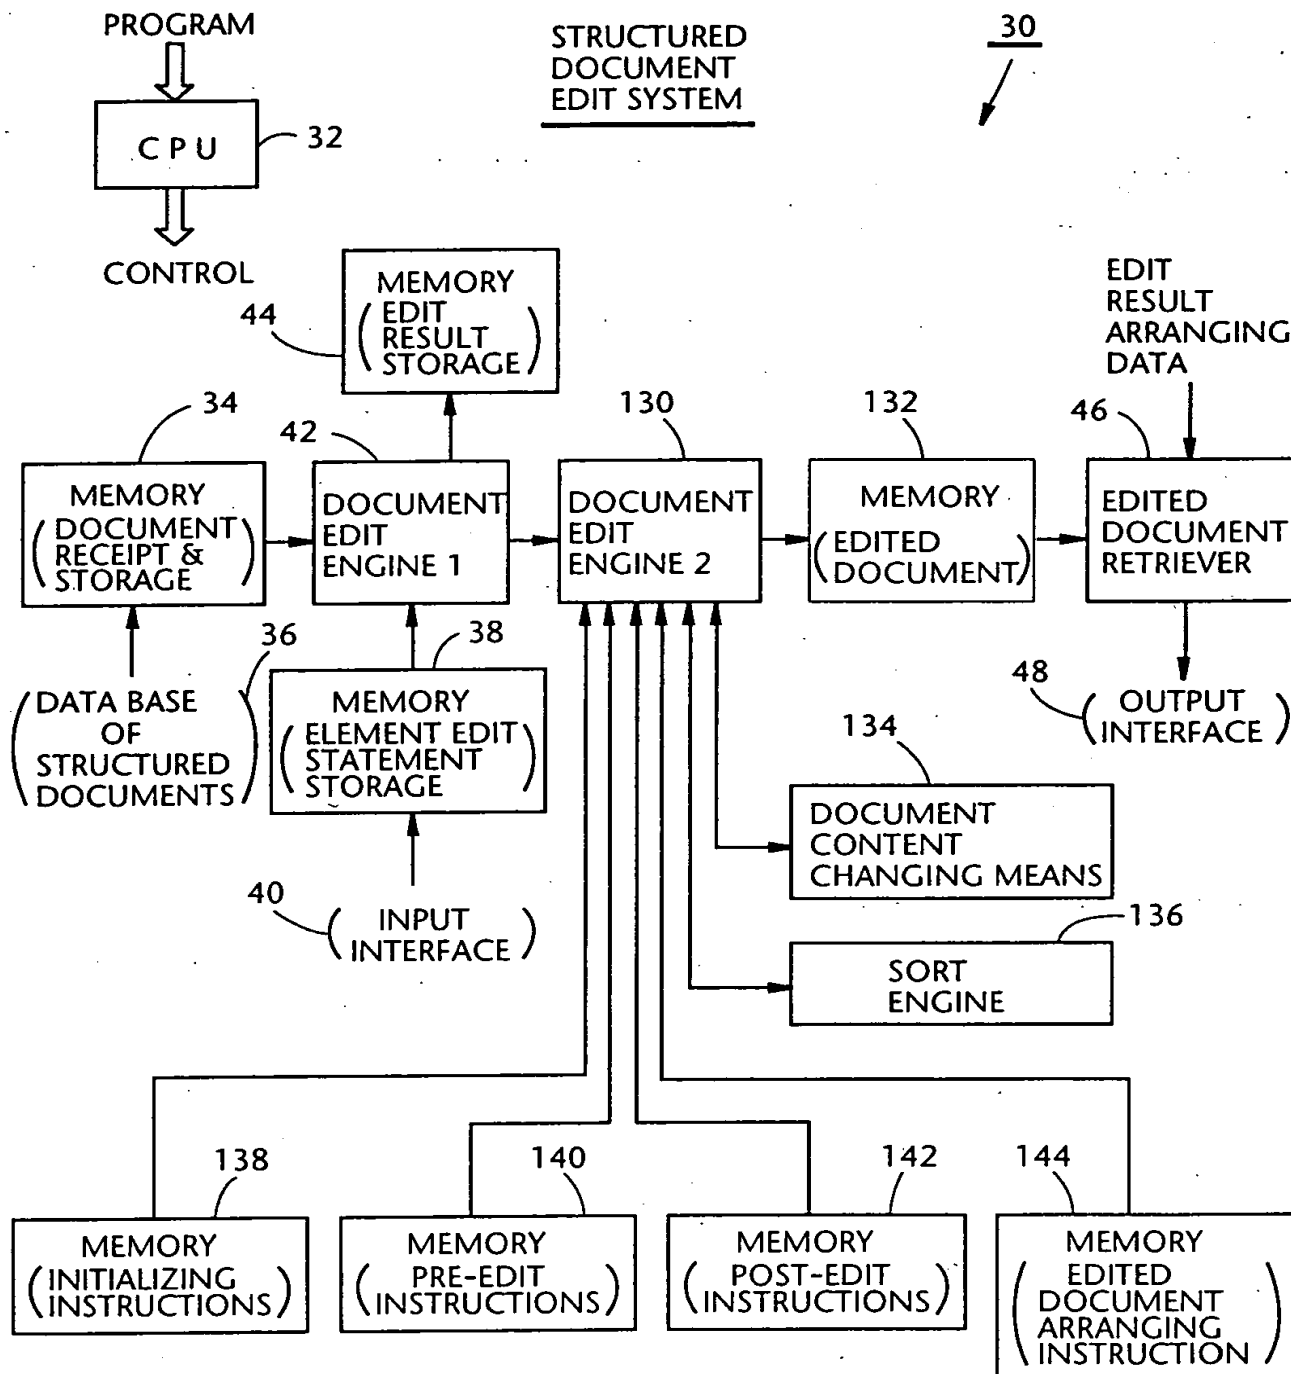 PROGRAM
CPU
32
CONTROL
STRUCTURED
DOCUMENT
EDIT SYSTEM
30
MEMORY
(EDIT
RESULT
STORAGE)
44
EDIT
RESULT
ARRANGING
DATA
34
MEMORY
(DOCUMENT
RECEIPT &
STORAGE)
42
DOCUMENT
EDIT
ENGINE 1
130
DOCUMENT
EDIT
ENGINE 2
132
MEMORY
(EDITED
DOCUMENT)
46
EDITED
DOCUMENT
RETRIEVER
36
(DATA BASE
OF
STRUCTURED
DOCUMENTS)
38
MEMORY
(ELEMENT EDIT
STATEMENT
STORAGE)
48
(OUTPUT
INTERFACE)
40
(INPUT
INTERFACE)
134
DOCUMENT
CONTENT
CHANGING MEANS
136
SORT
ENGINE
138
MEMORY
(INITIALIZING
INSTRUCTIONS)
140
MEMORY
(PRE-EDIT
INSTRUCTIONS)
142
MEMORY
(POST-EDIT
INSTRUCTIONS)
144
MEMORY
(EDITED
DOCUMENT
ARRANGING
INSTRUCTION)